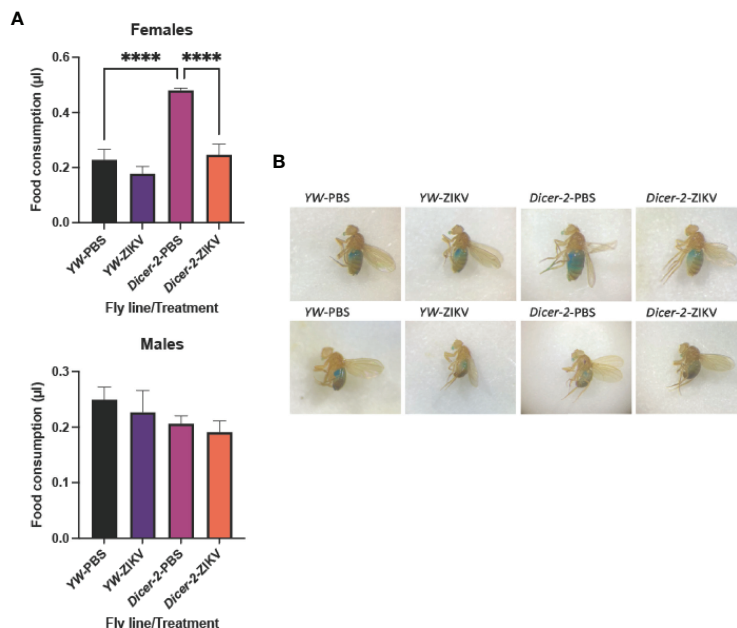 A
Females
Food consumption (µl)
0.6
0.4
0.2
0.0
**** ****
YW-PBS
YW-ZIKV
Dicer-2-PBS
Dicer-2-ZIKV
Fly line/Treatment
Males
Food consumption (µl)
0.3
0.2
0.1
0.0
YW-PBS
YW-ZIKV
Dicer-2-PBS
Dicer-2-ZIKV
Fly line/Treatment
B
YW-PBS YW-ZIKV Dicer-2-PBS Dicer-2-ZIKV
YW-PBS YW-ZIKV Dicer-2-PBS Dicer-2-ZIKV